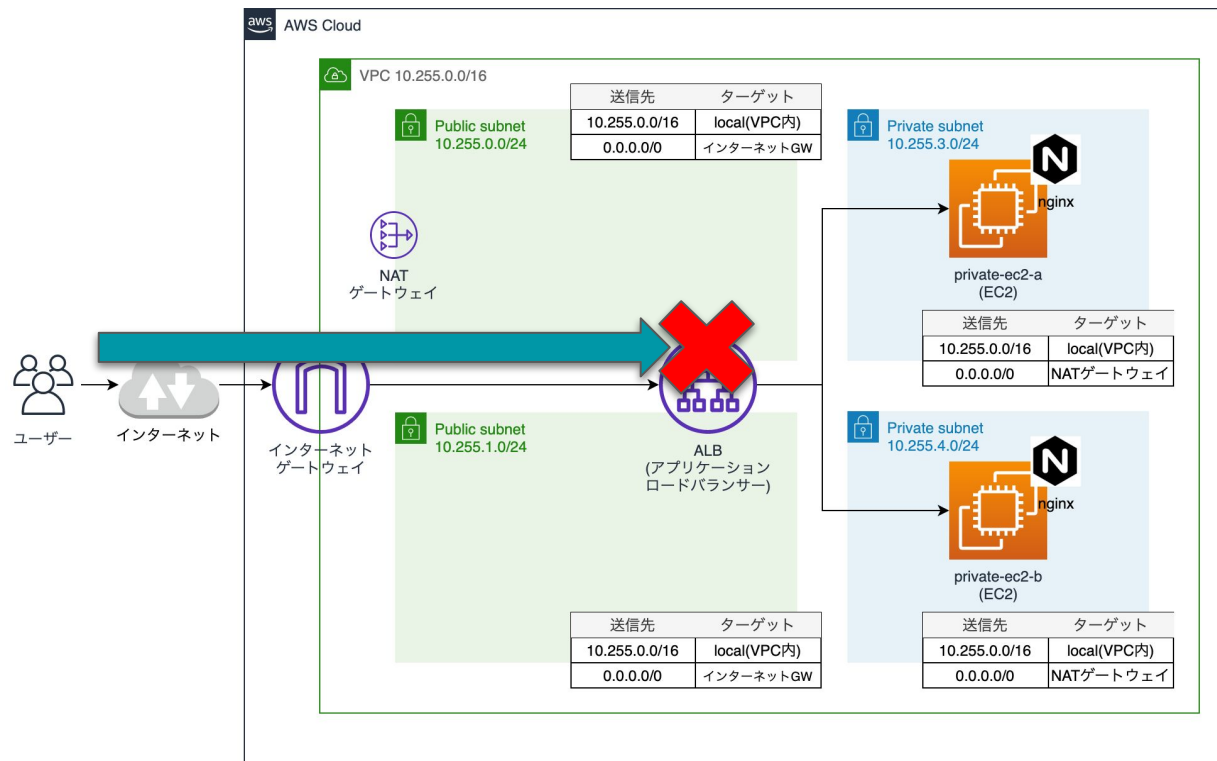 aws
AWS Cloud
VPC 10.255.0.0/16
送信先 ターゲット
10.255.0.0/16 local(VPC内)
0.0.0.0/0 インターネットGW
Public subnet
10.255.0.0/24
Private subnet
10.255.3.0/24
N
nginx
NAT
ゲートウェイ
private-ec2-a
(EC2)
送信先 ターゲット
10.255.0.0/16 local(VPC内)
0.0.0.0/0 NATゲートウェイ
ユーザー
インターネット
インターネット
ゲートウェイ
Public subnet
10.255.1.0/24
ALB
(アプリケーション
ロードバランサー)
Private subnet
10.255.4.0/24
N
nginx
private-ec2-b
(EC2)
送信先 ターゲット
10.255.0.0/16 local(VPC内)
0.0.0.0/0 インターネットGW
送信先 ターゲット
10.255.0.0/16 local(VPC内)
0.0.0.0/0 NATゲートウェイ